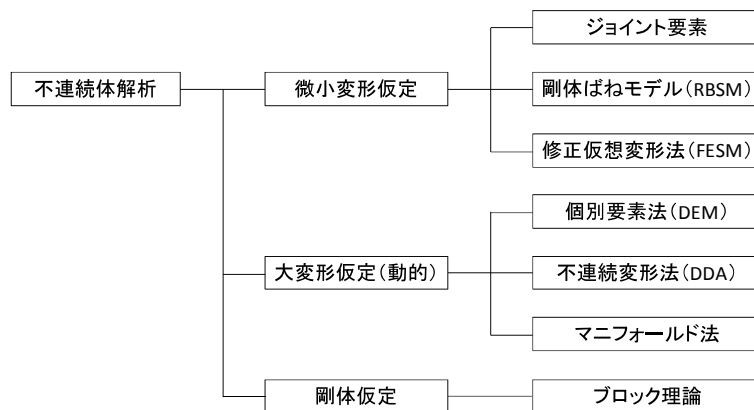 ジョイント要素
不連続体解析
微小変形仮定
剛体ばねモデル(RBSM)
修正仮想変形法(FESM)
個別要素法(DEM)
大変形仮定(動的)
不連続変形法(DDA)
マニフォールド法
剛体仮定
ブロック理論